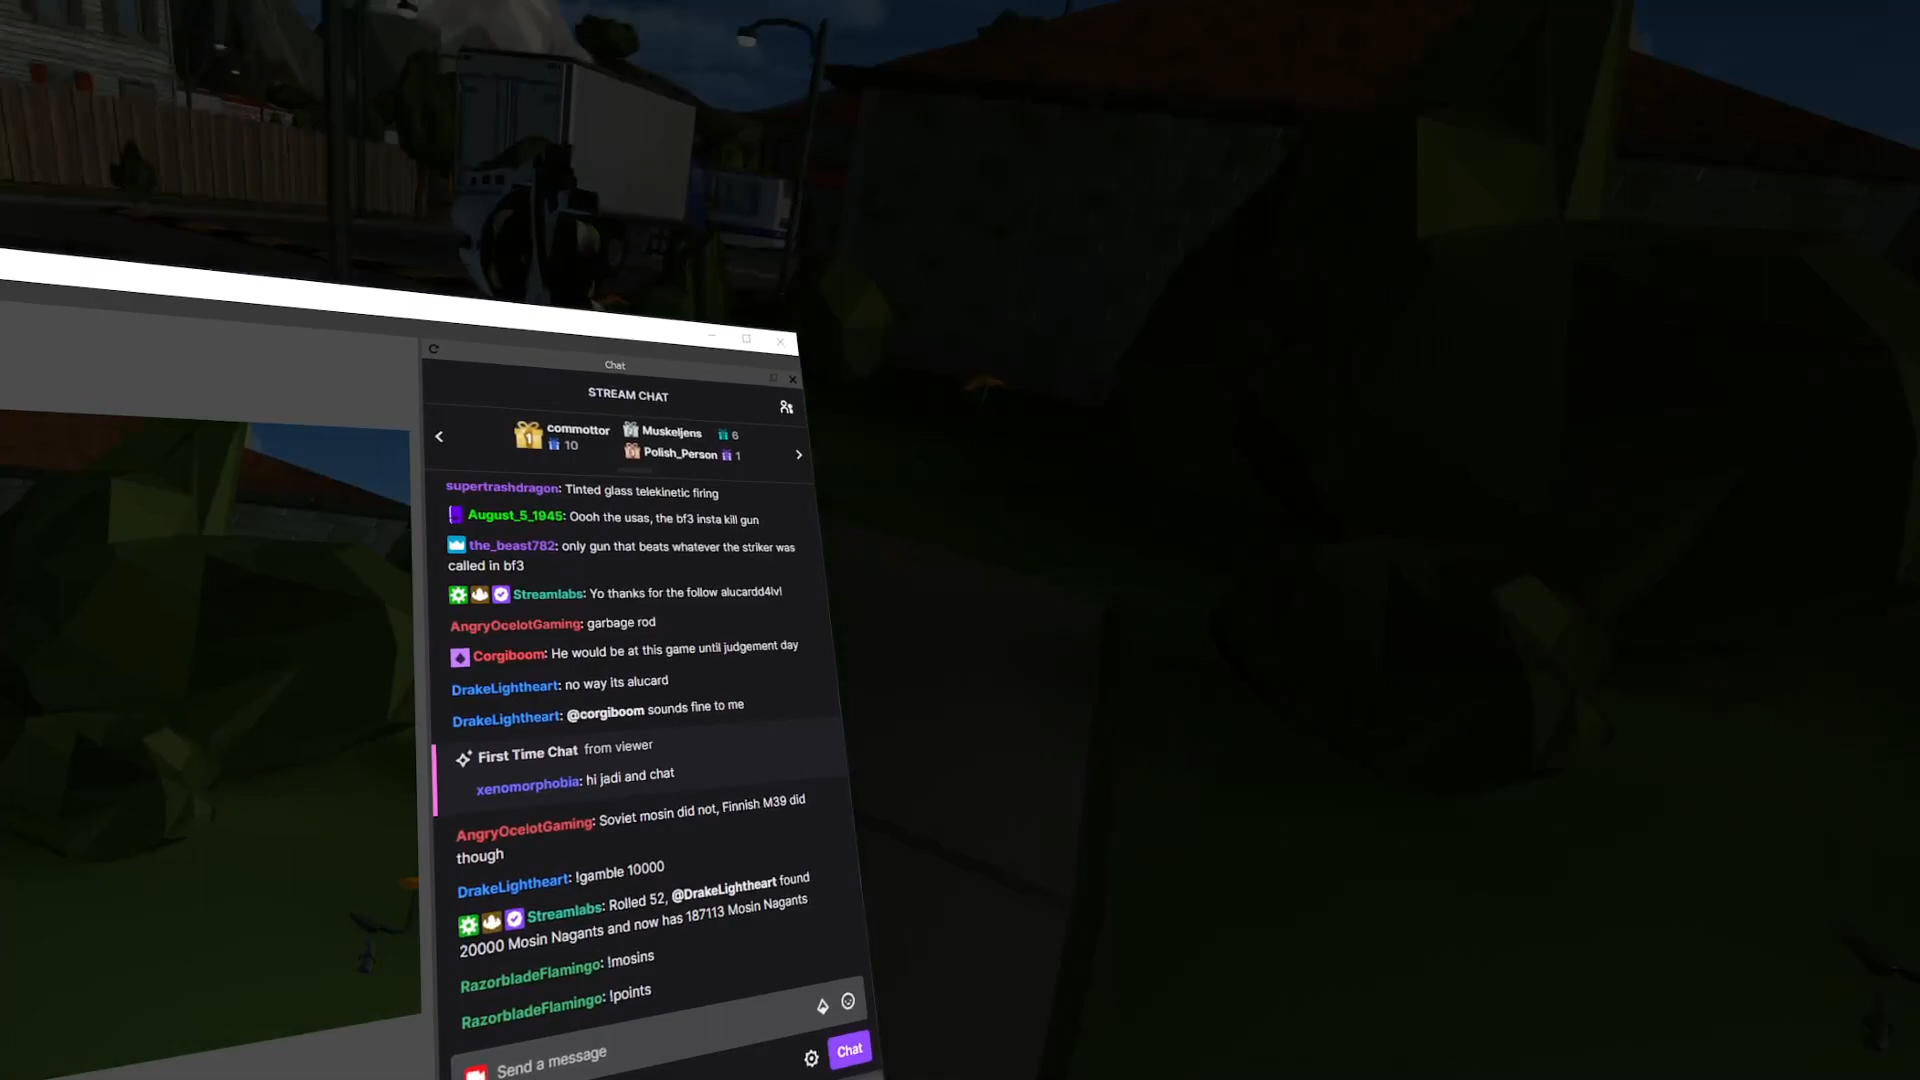 Chat
STREAM CHAT
commottor
10
Muskeljens 6
Polish_Person 1
supertrashdragon: Tinted glass telekinetic firing
August_5_1945: Oooh the usas, the bf3 insta kill gun
the_beast782: only gun that beats whatever the striker was
called in bf3
Streamlabs: Yo thanks for the follow alucardd4lvl
AngryOcelotGaming: garbage rod
Corgiboom: He would be at this game until judgement day
DrakeLightheart: no way its alucard
DrakeLightheart: @corgiboom sounds fine to me
First Time Chat from viewer
xenomorphobia: hi jadi and chat
AngryOcelotGaming: Soviet mosin did not, Finnish M39 did
though
DrakeLightheart: !gamble 10000
Streamlabs: Rolled 52, @DrakeLightheart found
20000 Mosin Nagants and now has 187113 Mosin Nagants
RazorbladeFlamingo: !mosins
RazorbladeFlamingo: !points
Send a message
Chat